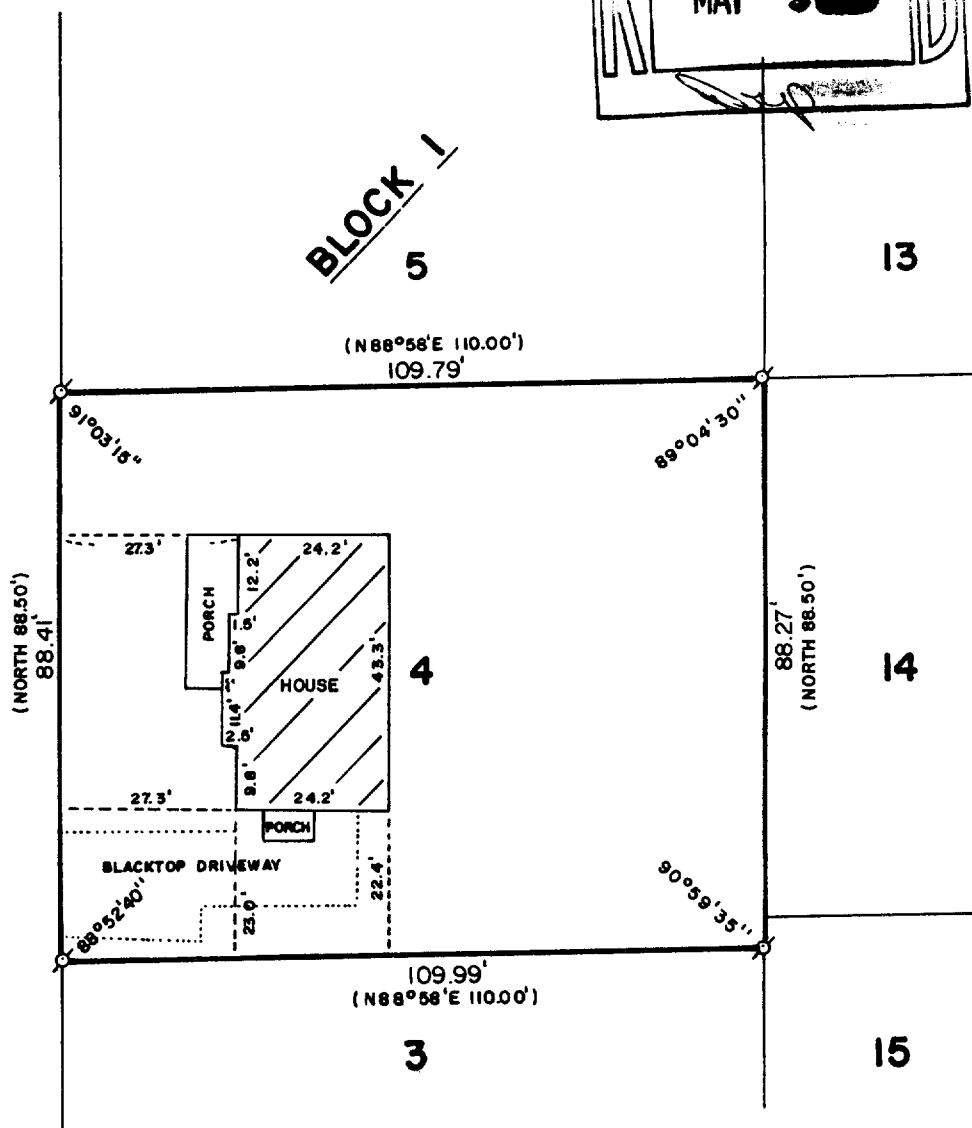 MAY
BLOCK 1
5
13
(N88°58'E 110.00')
109.79'
91°03'15"
89°04'30"
27.3'
24.2'
12.2'
PORCH
1.5'
9.8'
43.3'
(NORTH 88.50')
88.41'
88.27'
(NORTH 88.50')
4
14
HOUSE
1'
11.4'
2.5'
9.8'
27.3'
24.2'
PORCH
BLACKTOP DRIVEWAY
22.4'
23.0'
88°52'40"
90°59'35"
109.99'
(N88°58'E 110.00')
3
15